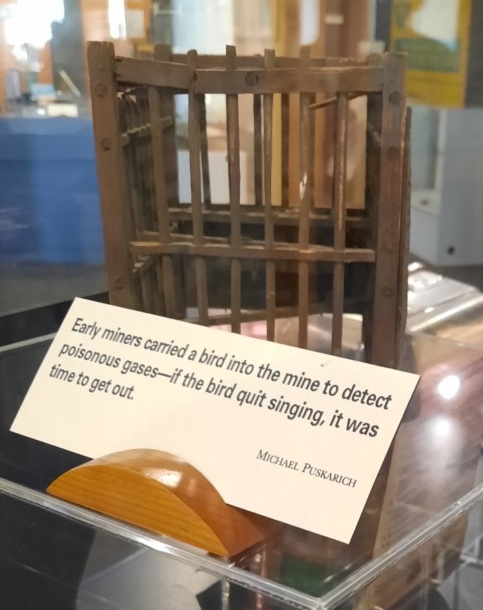 Early miners carried a bird into the mine to detect
poisonous gases—if the bird quit singing, it was
time to get out.
Michael Puskarich